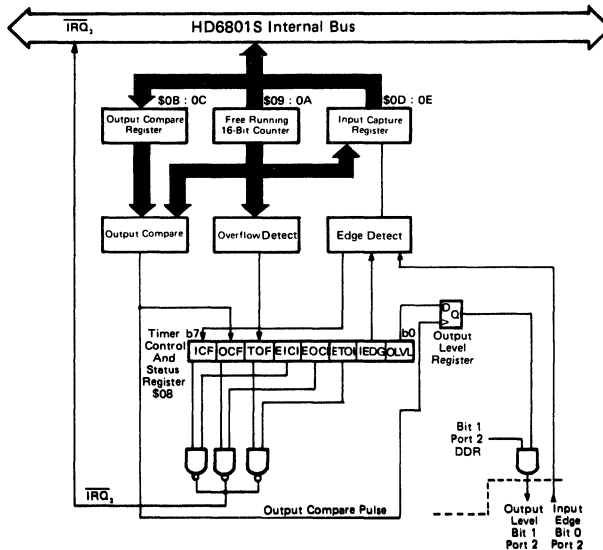 IRQ₂
HD6801S Internal Bus
$0B : 0C
$09 : 0A
$0D : 0E
Output Compare
Register
Free Running
16-Bit Counter
Input Capture
Register
Output Compare
Overflow Detect
Edge Detect
Timer
Control
And
Status
Register
$08
b7
b0
ICF
OCF
TOF
EICI
EOCI
ETOI
IEDG
OLVL
D
Q
Output
Level
Register
Bit 1
Port 2
DDR
IRQ₂
Output Compare Pulse
Output
Level
Bit 1
Port 2
Input
Edge
Bit 0
Port 2